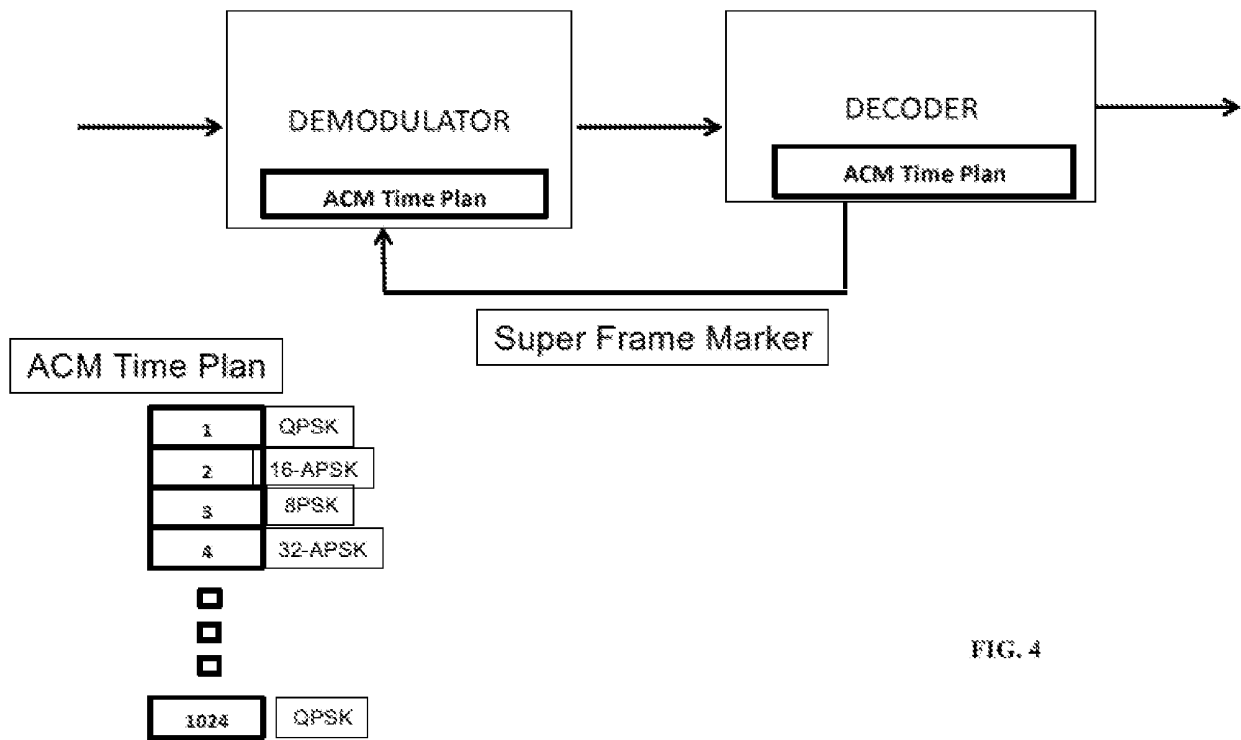 DEMODULATOR
ACM Time Plan
DECODER
ACM Time Plan
Super Frame Marker
ACM Time Plan
1 QPSK
2 16-APSK
3 8PSK
4 32-APSK
1024 QPSK
FIG. 4